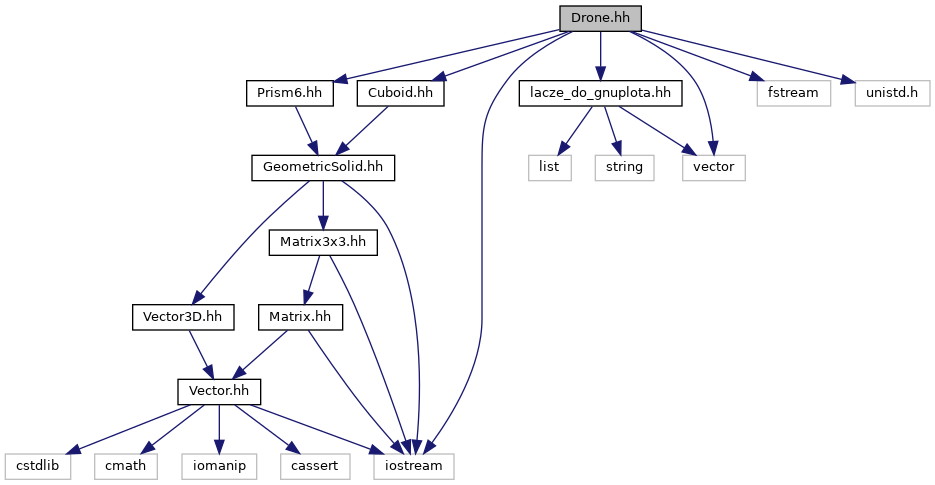 Drone.hh
Prism6.hh
Cuboid.hh
lacze_do_gnuplota.hh
fstream
unistd.h
GeometricSolid.hh
list
string
vector
Matrix3x3.hh
Vector3D.hh
Matrix.hh
Vector.hh
cstdlib
cmath
iomanip
cassert
iostream